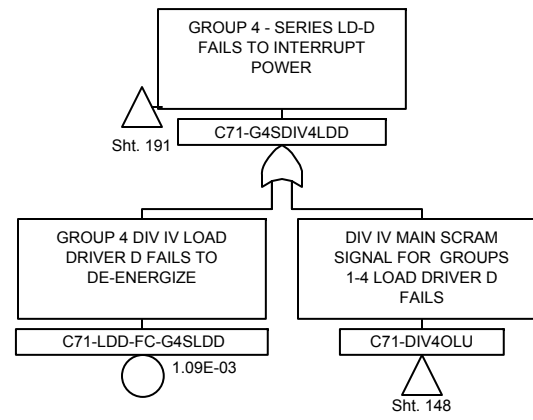 GROUP 4 - SERIES LD-D
FAILS TO INTERRUPT
POWER
C71-G4SDIV4LDD
Sht. 191
GROUP 4 DIV IV LOAD
DRIVER D FAILS TO
DE-ENERGIZE
C71-LDD-FC-G4SLDD
1.09E-03
DIV IV MAIN SCRAM
SIGNAL FOR GROUPS
1-4 LOAD DRIVER D
FAILS
C71-DIV4OLU
Sht. 148